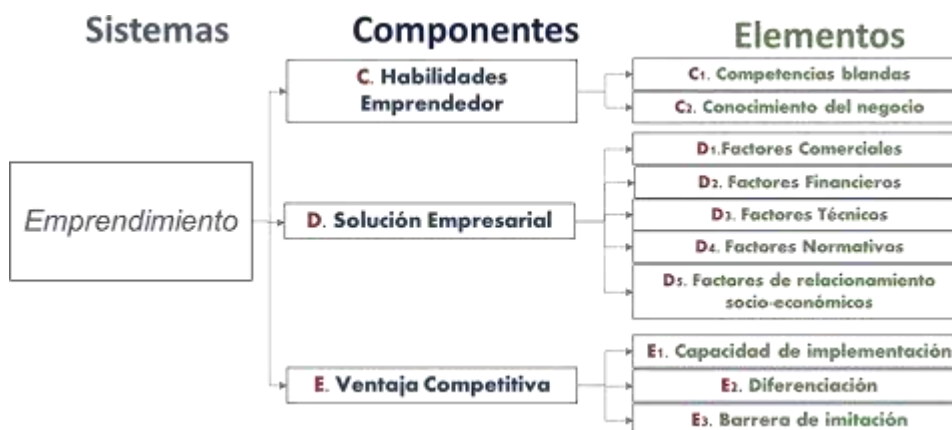 Sistemas
Componentes
Elementos
Emprendimiento
C. Habilidades
Emprendedor
C1. Competencias blandas
C2. Conocimiento del negocio
D. Solución Empresarial
D1.Factores Comerciales
D2. Factores Financieros
D3. Factores Técnicos
D4. Factores Normativos
D5. Factores de relacionamiento
socio-económicos
E. Ventaja Competitiva
E1. Capacidad de implementación
E2. Diferenciación
E3. Barrera de imitación